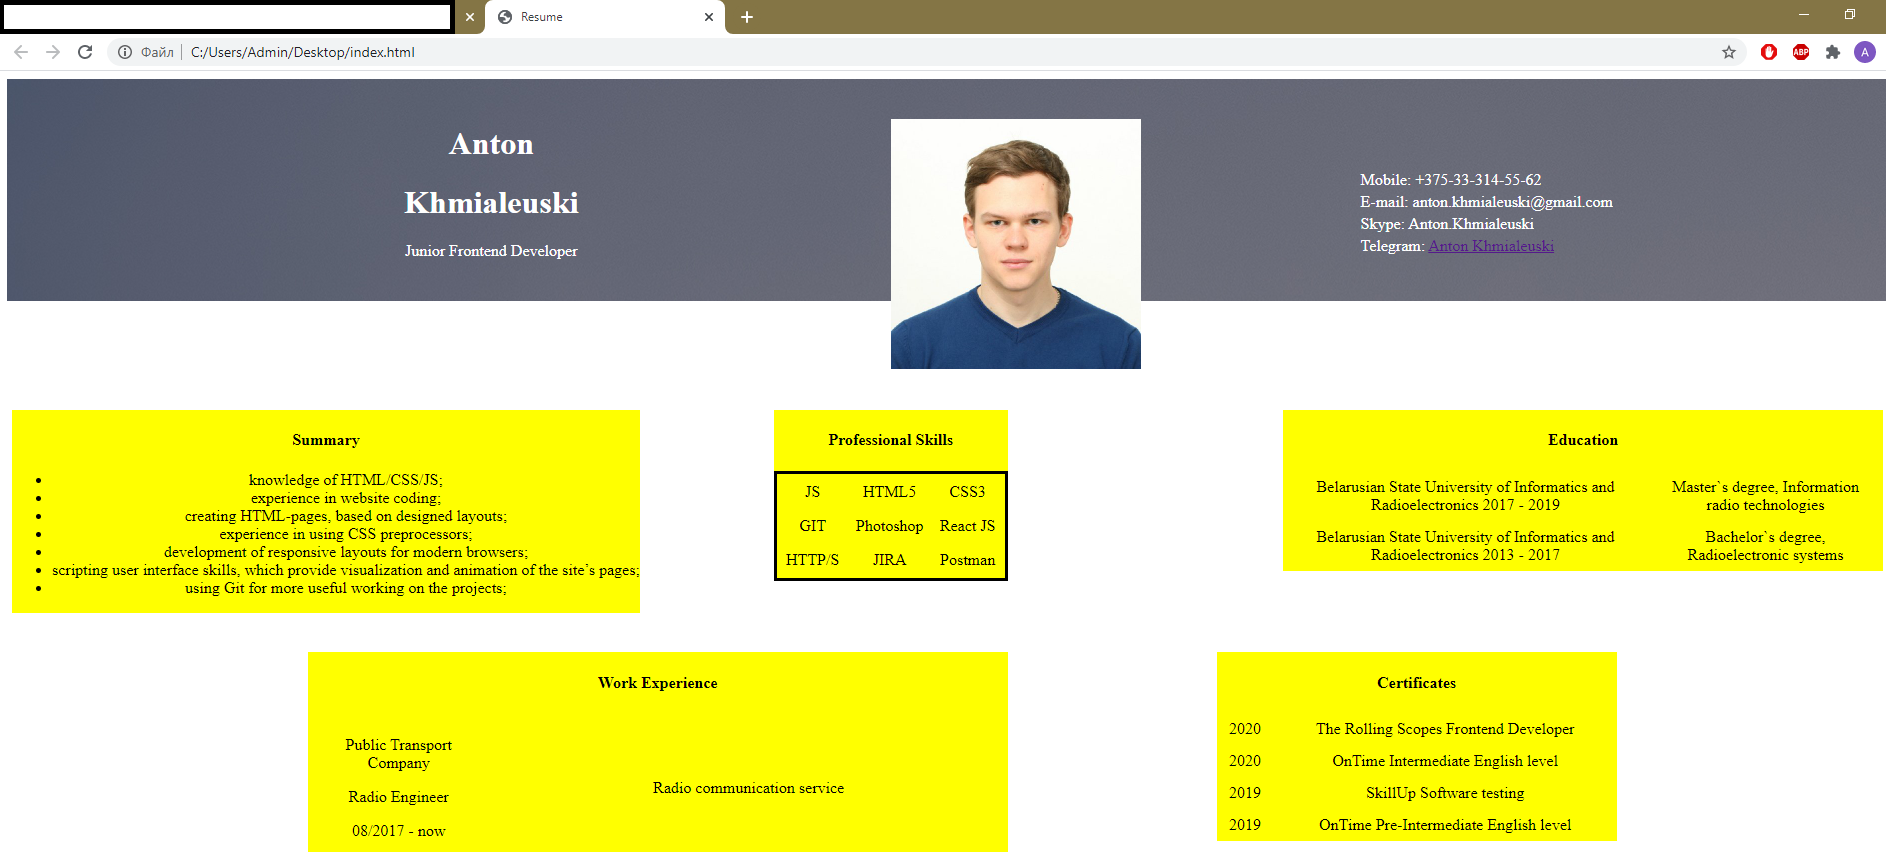 Resume
Файл
C:/Users/Admin/Desktop/index.html
ABP
A
Anton
Khmialeuski
Junior Frontend Developer
Mobile: +375-33-314-55-62
E-mail: anton.khmialeuski@gmail.com
Skype: Anton.Khmialeuski
Telegram: Anton Khmialeuski
Summary
knowledge of HTML/CSS/JS;
experience in website coding;
creating HTML-pages, based on designed layouts;
experience in using CSS preprocessors;
development of responsive layouts for modern browsers;
scripting user interface skills, which provide visualization and animation of the site’s pages;
using Git for more useful working on the projects;
Professional Skills
JS HTML5 CSS3
GIT Photoshop React JS
HTTP/S JIRA Postman
Education
Belarusian State University of Informatics and
Radioelectronics 2017 - 2019
Master`s degree, Information
radio technologies
Belarusian State University of Informatics and
Radioelectronics 2013 - 2017
Bachelor`s degree,
Radioelectronic systems
Work Experience
Public Transport
Company
Radio Engineer
08/2017 - now
Radio communication service
Certificates
2020 The Rolling Scopes Frontend Developer
2020 OnTime Intermediate English level
2019 SkillUp Software testing
2019 OnTime Pre-Intermediate English level